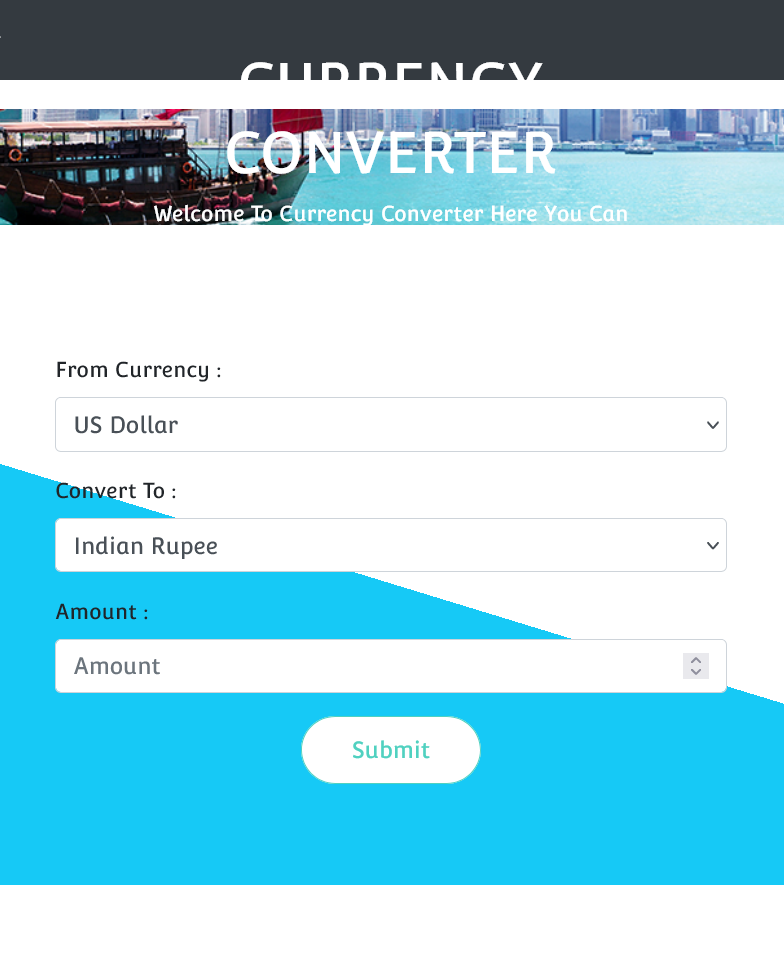 CURRENCY
CONVERTER
Welcome To Currency Converter Here You Can
From Currency :
US Dollar
Convert To :
Indian Rupee
Amount :
Amount
Submit